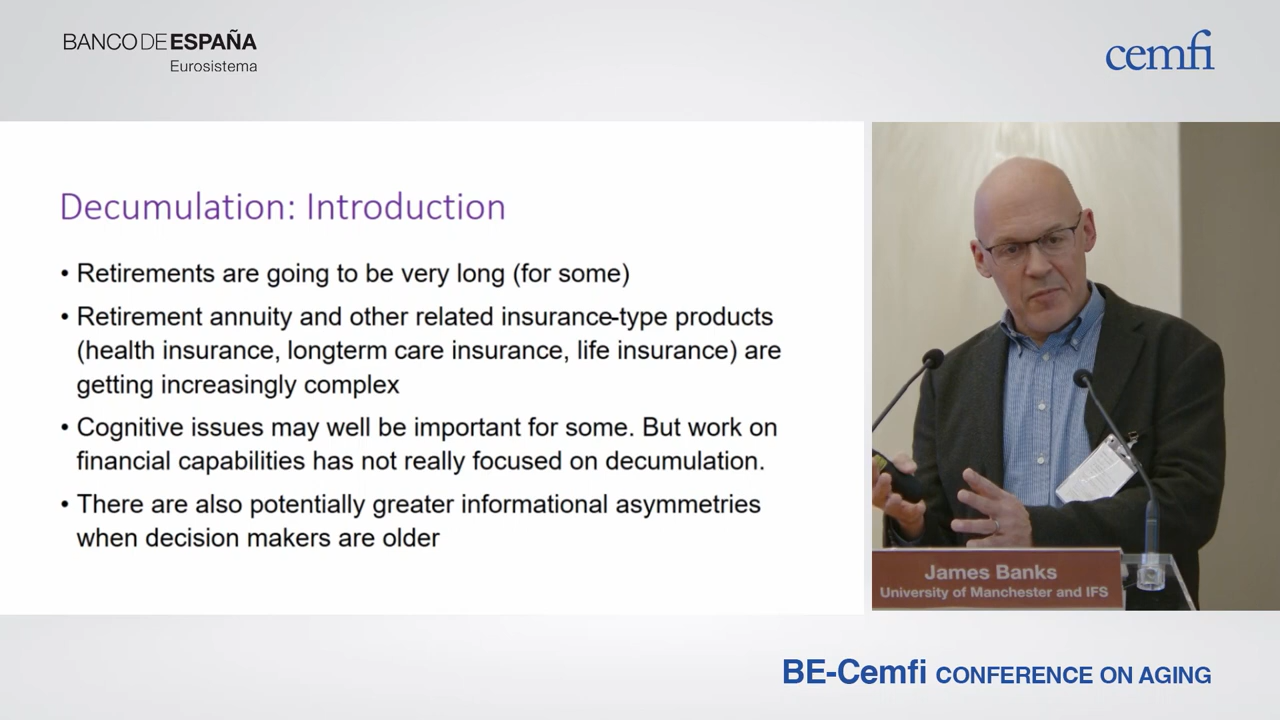 BANCO DE ESPAÑA
Eurosistema
cemfi
Decumulation: Introduction
• Retirements are going to be very long (for some)
• Retirement annuity and other related insurance-type products
(health insurance, longterm care insurance, life insurance) are
getting increasingly complex
• Cognitive issues may well be important for some. But work on
financial capabilities has not really focused on decumulation.
• There are also potentially greater informational asymmetries
when decision makers are older
James Banks
University of Manchester and IFS
BE-Cemfi CONFERENCE ON AGING